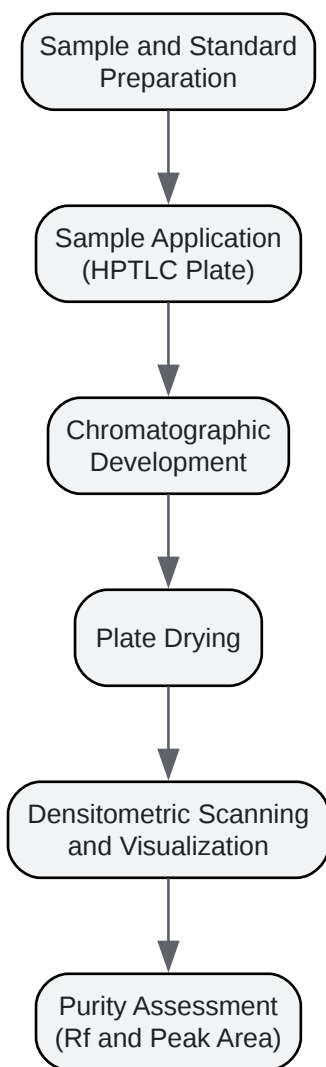 Sample and Standard
Preparation
Sample Application
(HPTLC Plate)
Chromatographic
Development
Plate Drying
Densitometric Scanning
and Visualization
Purity Assessment
(Rf and Peak Area)